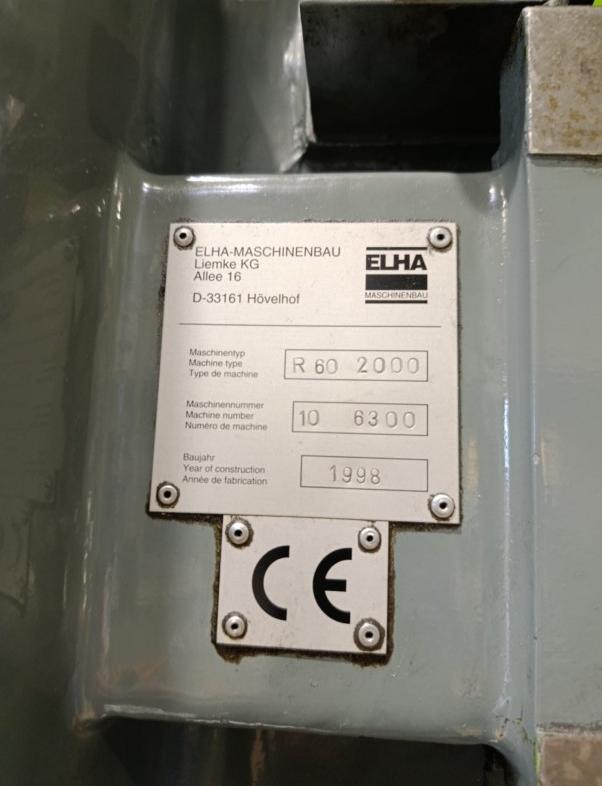 ELHA-MASCHINENBAU
Liemke KG
Allee 16
D-33161 Hövelhof
ELHA
MASCHINENBAU
Maschinentyp
Machine type
Type de machine
R 60 2000
Maschinennummer
Machine number
Numéro de machine
10 6300
Baujahr
Year of construction
Année de fabrication
1998
CE